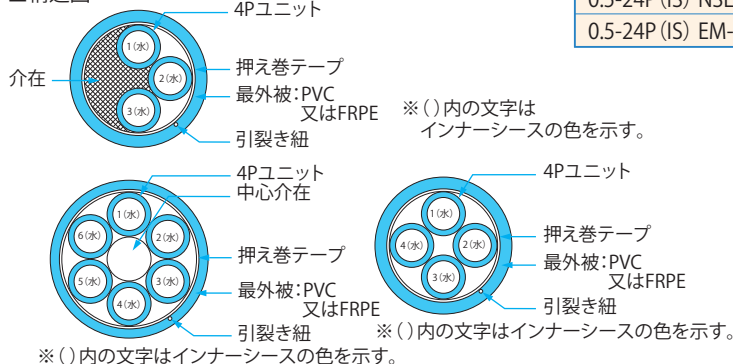 4Pユニット
1(水)
介在
2(水)
3(水)
押え巻テープ
最外被:PVC
又はFRPE
引裂き紐
※( )内の文字は
インナーシースの色を示す。
0.5-24P(IS) NSE
0.5-24P(IS) EM-
4Pユニット
中心介在
1(水)
6(水)
2(水)
5(水)
3(水)
4(水)
押え巻テープ
最外被:PVC
又はFRPE
引裂き紐
※( )内の文字はインナーシースの色を示す。
4Pユニット
1(水)
4(水)
2(水)
3(水)
押え巻テープ
最外被:PVC
又はFRPE
引裂き紐
※( )内の文字はインナーシースの色を示す。